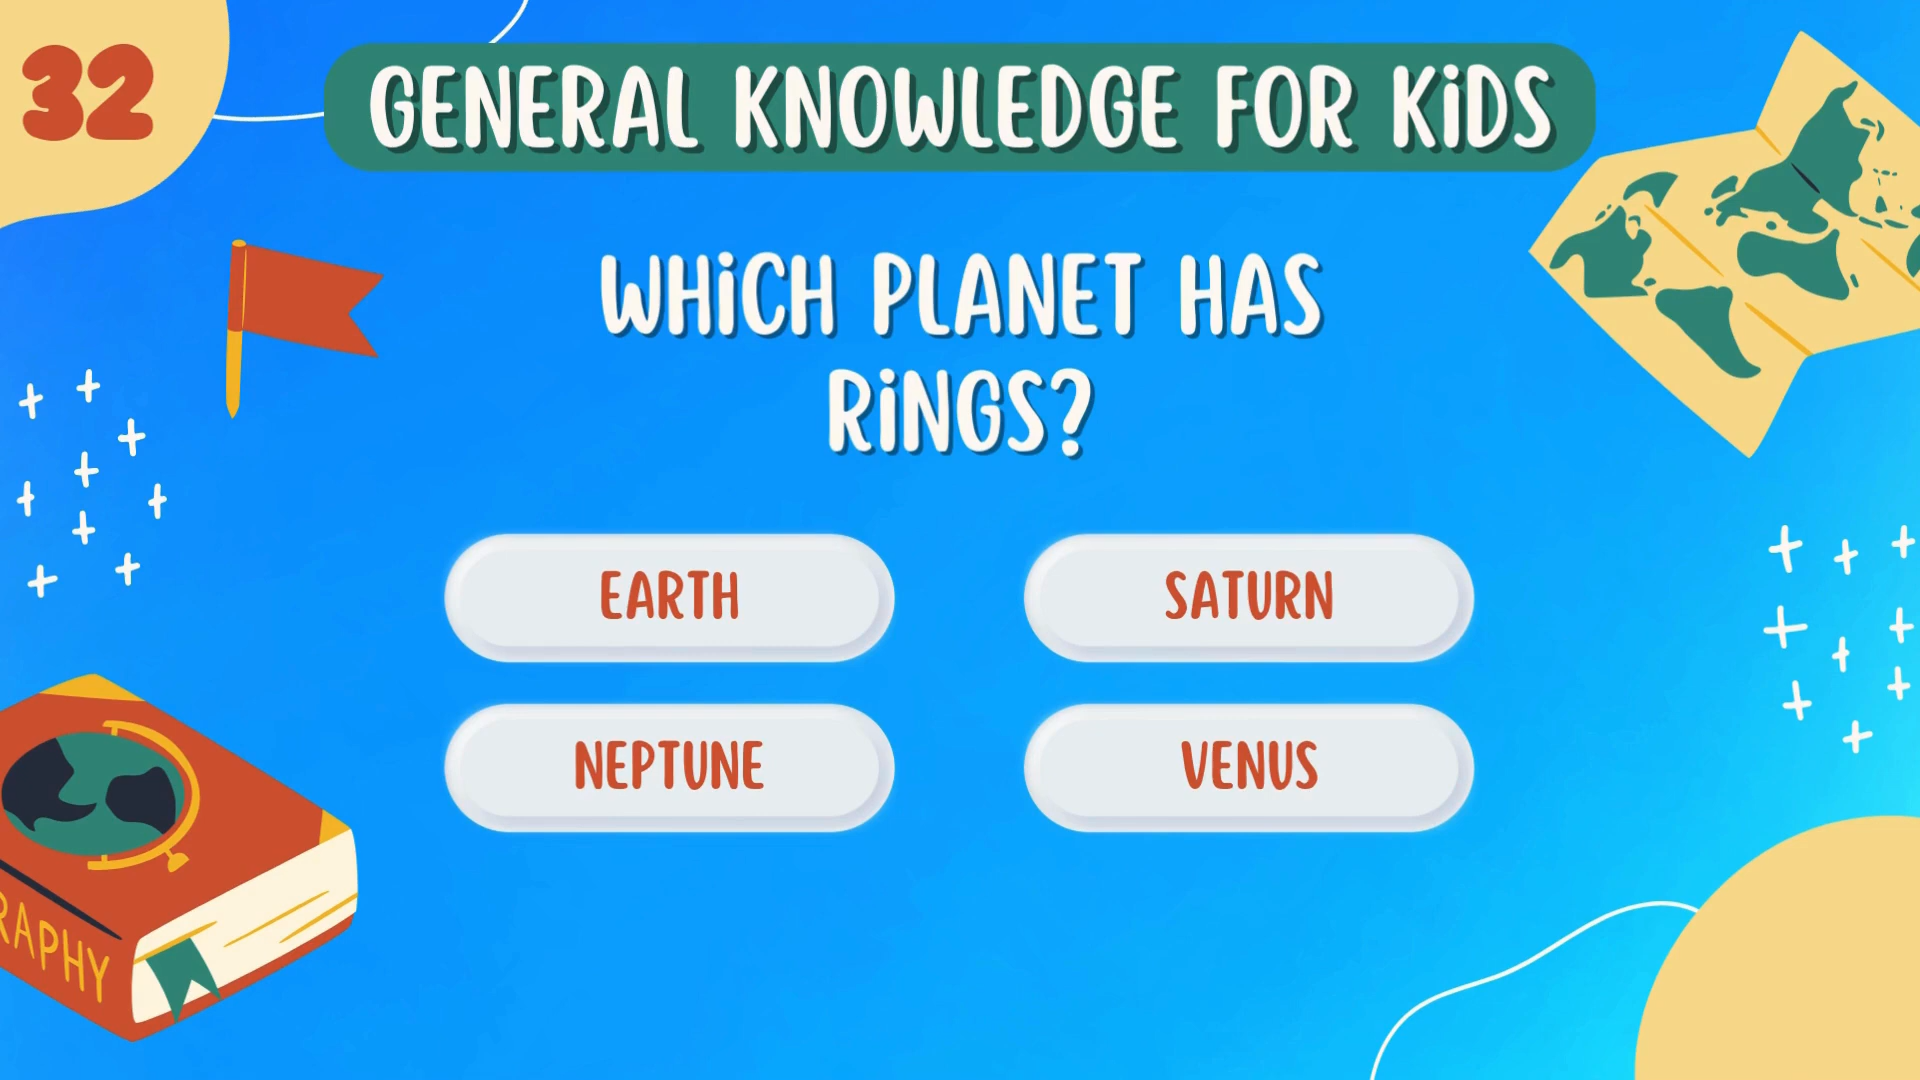 32
GENERAL KNOWLEDGE FOR KiDS
WHiCH PLANET HAS
RiNGS?
EARTH
SATURN
NEPTUNE
VENUS
RAPHY